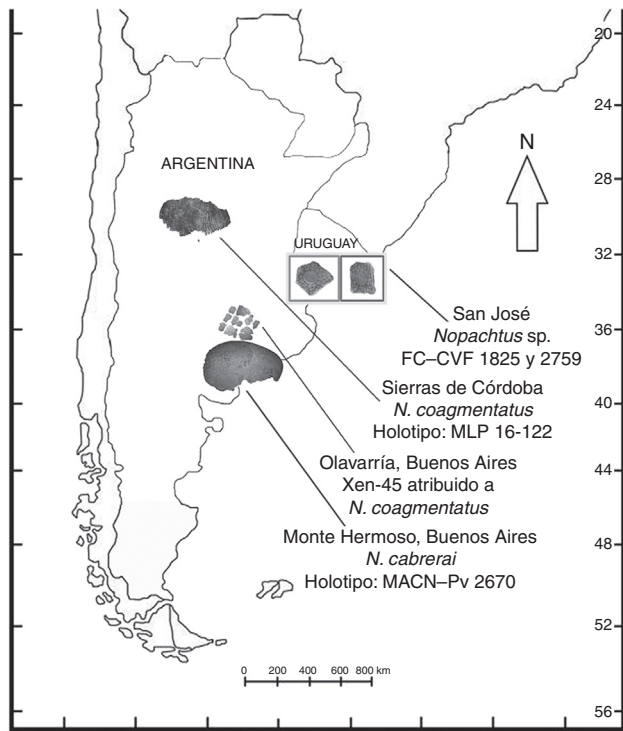 20
24
28
32
36
40
44
48
52
56
N
ARGENTINA
URUGUAY
San José
Nopachtus sp.
FC–CVF 1825 y 2759
Sierras de Córdoba
N. coagmentatus
Holotipo: MLP 16-122
Olavarría, Buenos Aires
Xen-45 atribuido a
N. coagmentatus
Monte Hermoso, Buenos Aires
N. cabrerai
Holotipo: MACN–Pv 2670
0 200 400 600 800 km